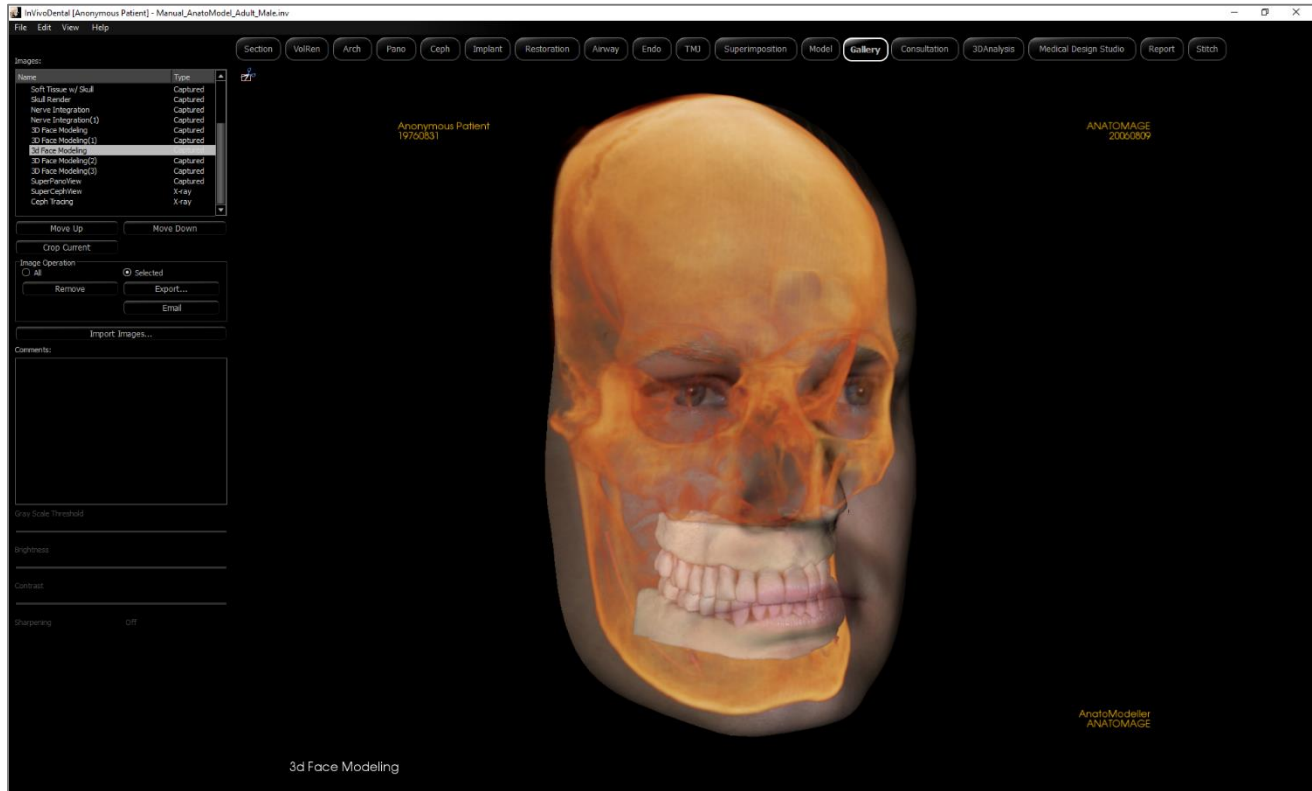 InVivoDental [Anonymous Patient] - Manual_AnatoModel_Adult_Male.inv
File Edit View Help
Section VolRen Arch Pano Ceph Implant Restoration Airway Endo TMJ Superimposition Model Gallery Consultation 3DAnalysis Medical Design Studio Report Stitch
Images:
Name Type
Soft Tissue w/ Skull Captured
Skull Render Captured
Nerve Integration Captured
Nerve Integration(1) Captured
3D Face Modeling Captured
3D Face Modeling(1) Captured
3d Face Modeling Captured
3D Face Modeling(2) Captured
3D Face Modeling(3) Captured
SuperPanoView Captured
SuperCephView X-ray
Ceph Tracing X-ray
Move Up Move Down
Crop Current
Image Operation
All Selected
Remove Export...
Email
Import Images...
Comments:
Gray Scale Threshold
Brightness
Contrast
Sharpening Off
Anonymous Patient
19760831
ANATOMAGE
20060809
AnatoModeller
ANATOMAGE
3d Face Modeling